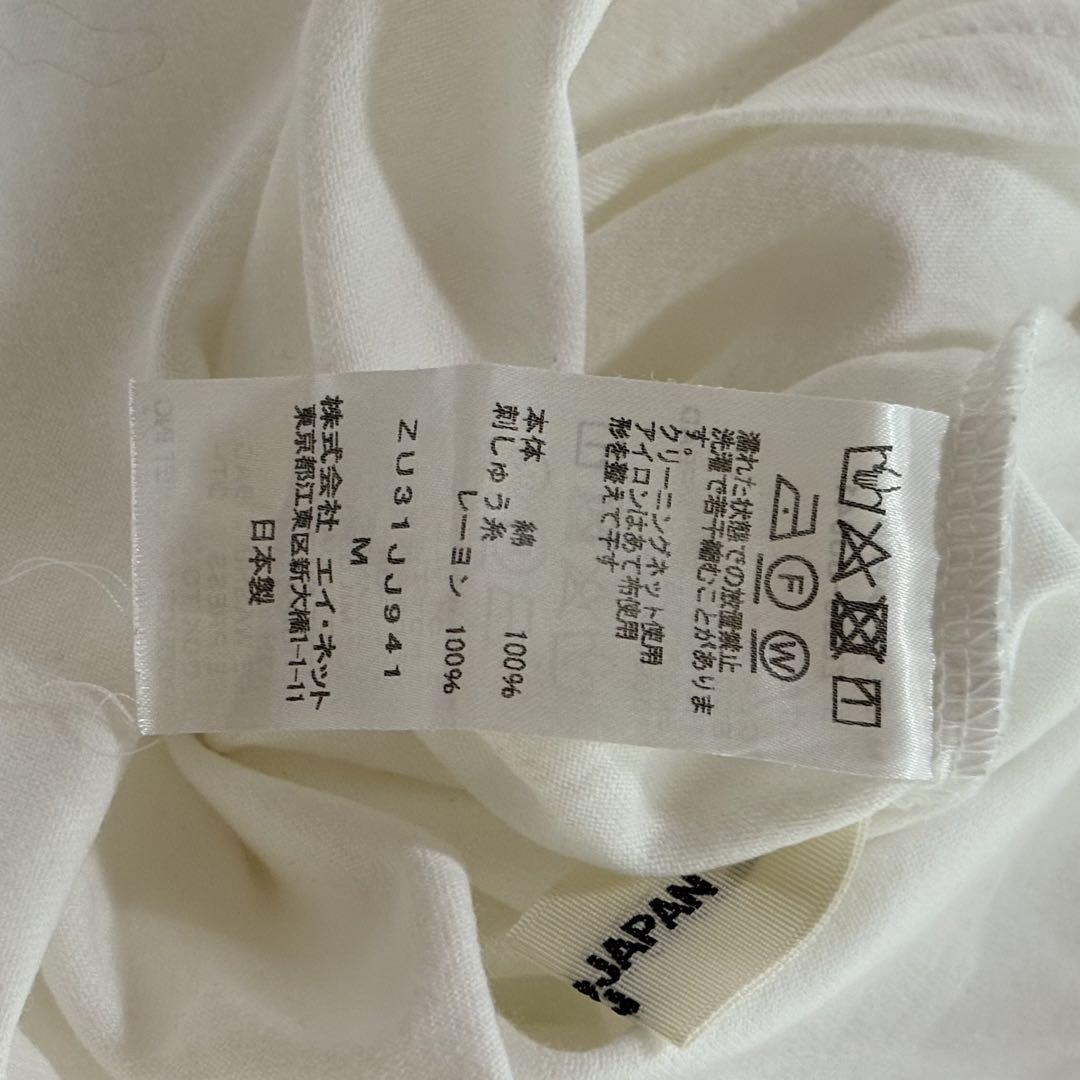 濡れた状態での放置禁止
洗濯で若干縮むことがありま
す。
クリーニングネット使用
アイロンはあて布使用
形を整えて干す
本体 綿 100%
刺しゅう糸
レーヨン 100%
ZU31JJ941
M
株式会社 エイ・ネット
東京都江東区新大橋1-1-11
日本製
F
W
JAPAN